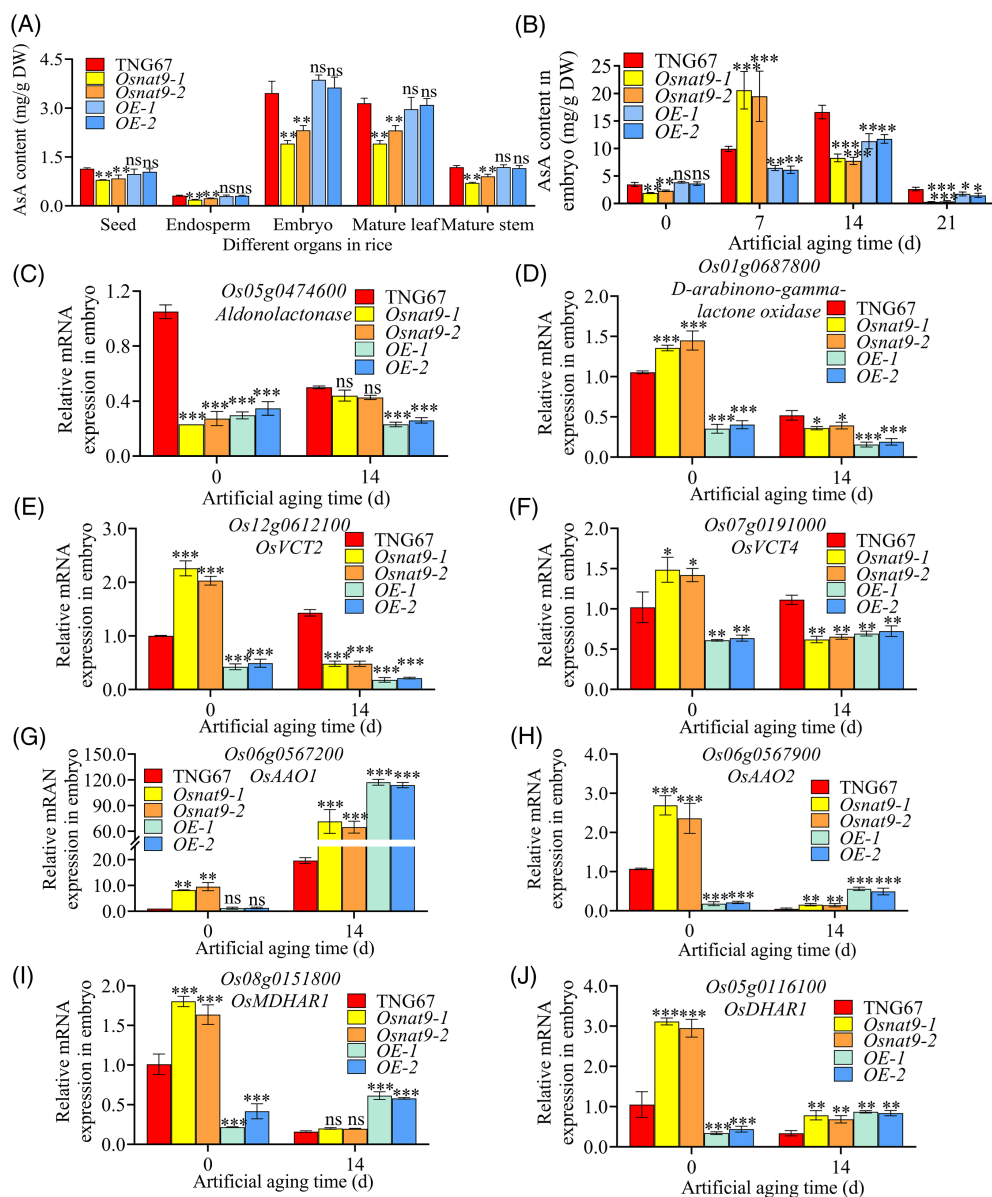 (A)
AsA content (mg/g DW)
4.5
3.0
1.5
0.0
TNG67
Osnat9-1
Osnat9-2
OE-1
OE-2
** ** ns ns
** ** ns ns
** ** ns ns
** ** ns ns
** ** ns ns
Seed Endosperm Embryo Mature leaf Mature stem
Different organs in rice
(B)
AsA content in
embryo (mg/g DW)
25
20
15
10
5
0
TNG67
Osnat9-1
Osnat9-2
OE-1
OE-2
** ** ns ns
*** *** ** **
*** *** ** **
*** *** * *
0 7 14 21
Artificial aging time (d)
(C)
Relative mRNA
expression in embryo
1.2
0.8
0.4
0.0
Os05g0474600
Aldonolactonase
TNG67
Osnat9-1
Osnat9-2
OE-1
OE-2
*** *** *** ***
ns ns *** ***
0 14
Artificial aging time (d)
(D)
Relative mRNA
expression in embryo
2.0
1.5
1.0
0.5
0.0
Os01g0687800
D-arabinono-gamma-
lactone oxidase
TNG67
Osnat9-1
Osnat9-2
OE-1
OE-2
*** *** *** ***
* * *** ***
0 14
Artificial aging time (d)
(E)
Relative mRNA
expression in embryo
3.0
2.0
1.0
0.0
Os12g0612100
OsVCT2
TNG67
Osnat9-1
Osnat9-2
OE-1
OE-2
*** *** *** ***
*** *** *** ***
0 14
Artificial aging time (d)
(F)
Relative mRNA
expression in embryo
2.0
1.5
1.0
0.5
0.0
Os07g0191000
OsVCT4
TNG67
Osnat9-1
Osnat9-2
OE-1
OE-2
* * ** **
** ** ** **
0 14
Artificial aging time (d)
(G)
Relative mRAN
expression in embryo
150.0
120.0
90.0
60.0
20.0
10.0
0.0
Os06g0567200
OsAAO1
TNG67
Osnat9-1
Osnat9-2
OE-1
OE-2
** ** ns ns
*** *** *** ***
0 14
Artificial aging time (d)
(H)
Relative mRNA
expression in embryo
4.0
3.0
2.0
1.0
0.0
Os06g0567900
OsAAO2
TNG67
Osnat9-1
Osnat9-2
OE-1
OE-2
*** *** *** ***
** ** *** ***
0 14
Artificial aging time (d)
(I)
Relative mRNA
expression in embryo
2.0
1.5
1.0
0.5
0.0
Os08g0151800
OsMDHAR1
TNG67
Osnat9-1
Osnat9-2
OE-1
OE-2
*** *** *** ***
ns ns *** ***
0 14
Artificial aging time (d)
(J)
Relative mRNA
expression in embryo
4.0
3.0
2.0
1.0
0.0
Os05g0116100
OsDHAR1
TNG67
Osnat9-1
Osnat9-2
OE-1
OE-2
*** *** *** ***
** ** ** **
0 14
Artificial aging time (d)